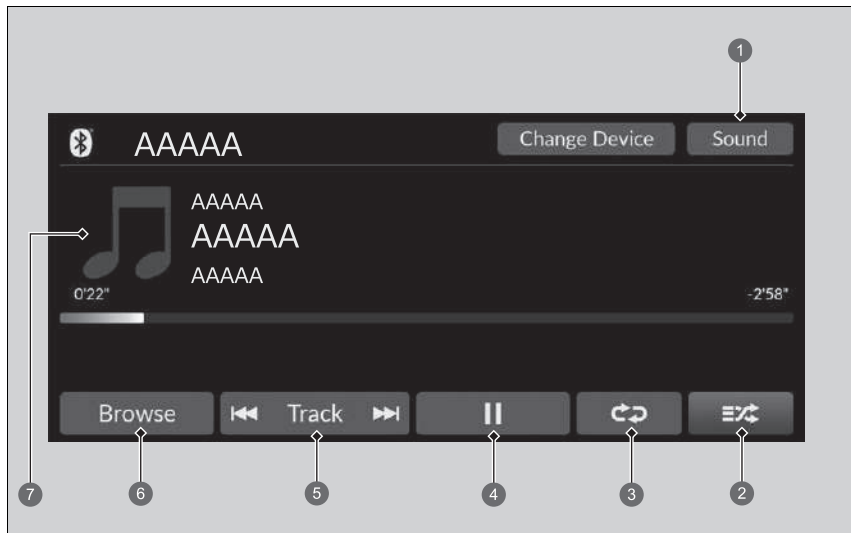 1
AAAAA
Change Device
Sound
AAAAA
AAAAA
AAAAA
0'22"
-2'58"
Browse
Track
7
6
5
4
3
2